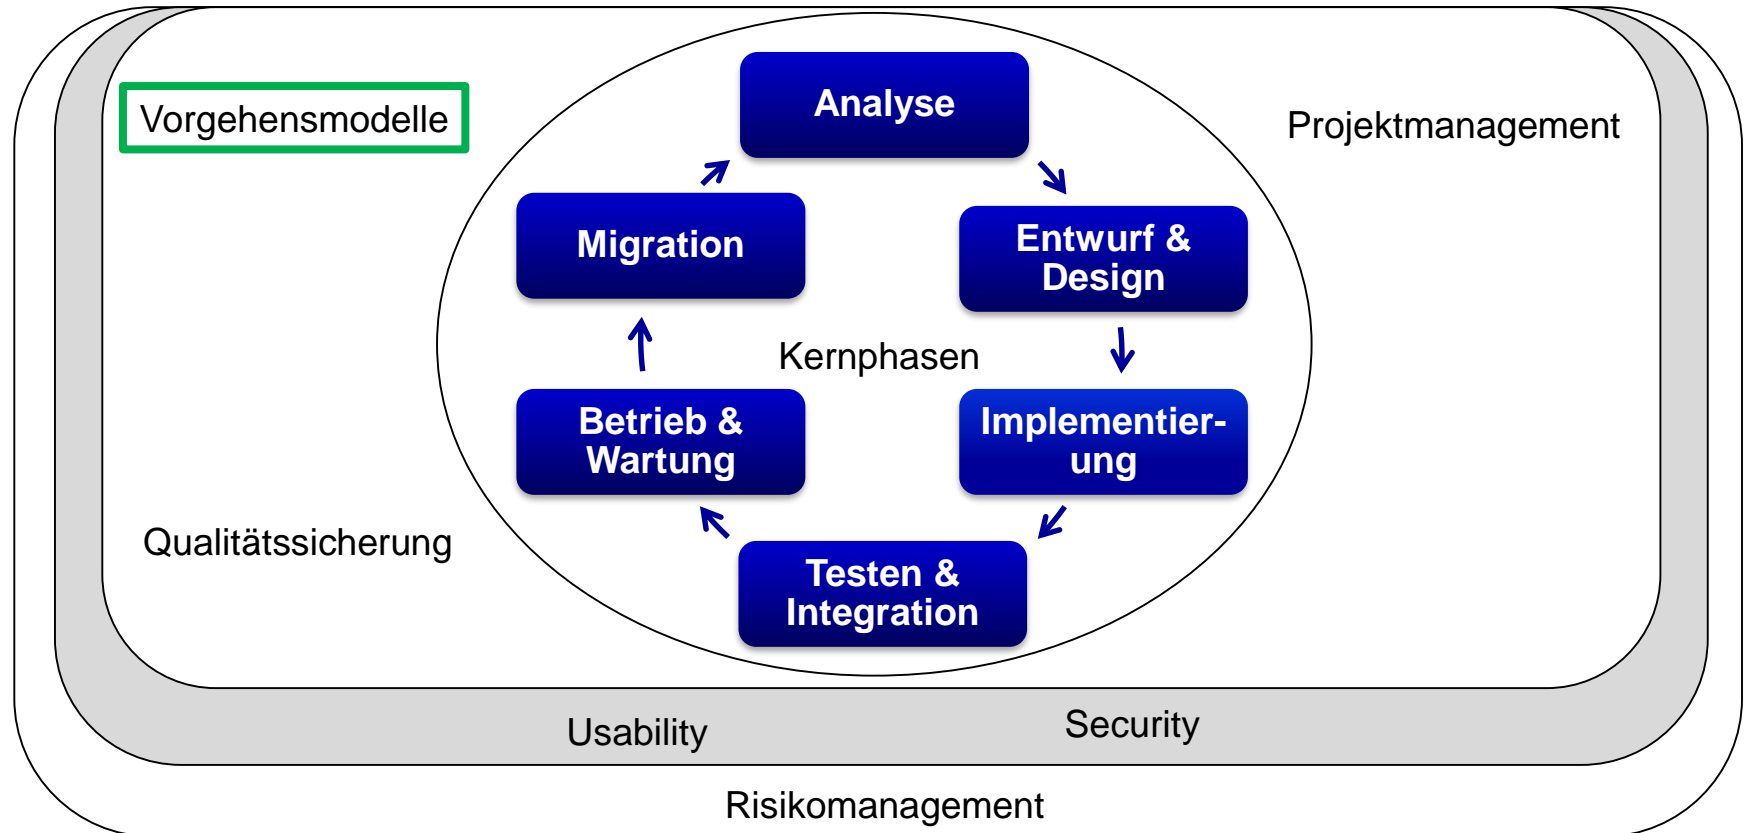 Analyse
Vorgehensmodelle
Projektmanagement
Migration
Entwurf &
Design
Kernphasen
Betrieb &
Wartung
Implementier-
ung
Qualitätssicherung
Testen &
Integration
Usability
Security
Risikomanagement